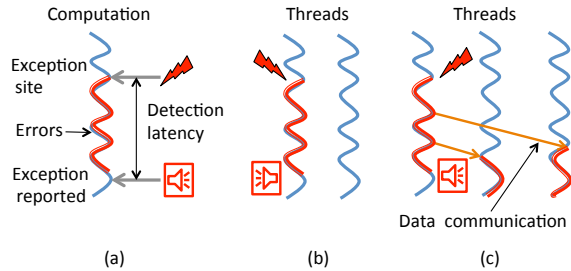 Computation
Threads
Threads
Exception
site
Detection
latency
Errors
Exception
reported
Data communication
(a)
(b)
(c)